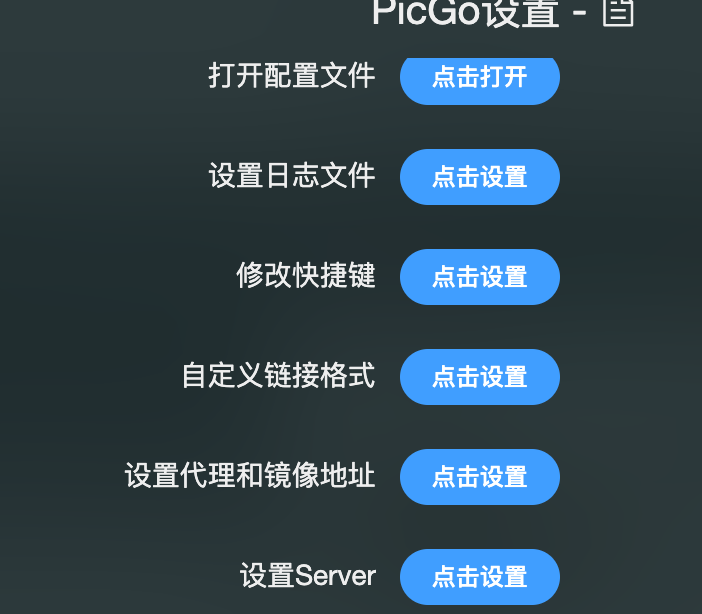 PicGo设置 -
打开配置文件 点击打开
设置日志文件 点击设置
修改快捷键 点击设置
自定义链接格式 点击设置
设置代理和镜像地址 点击设置
设置Server 点击设置